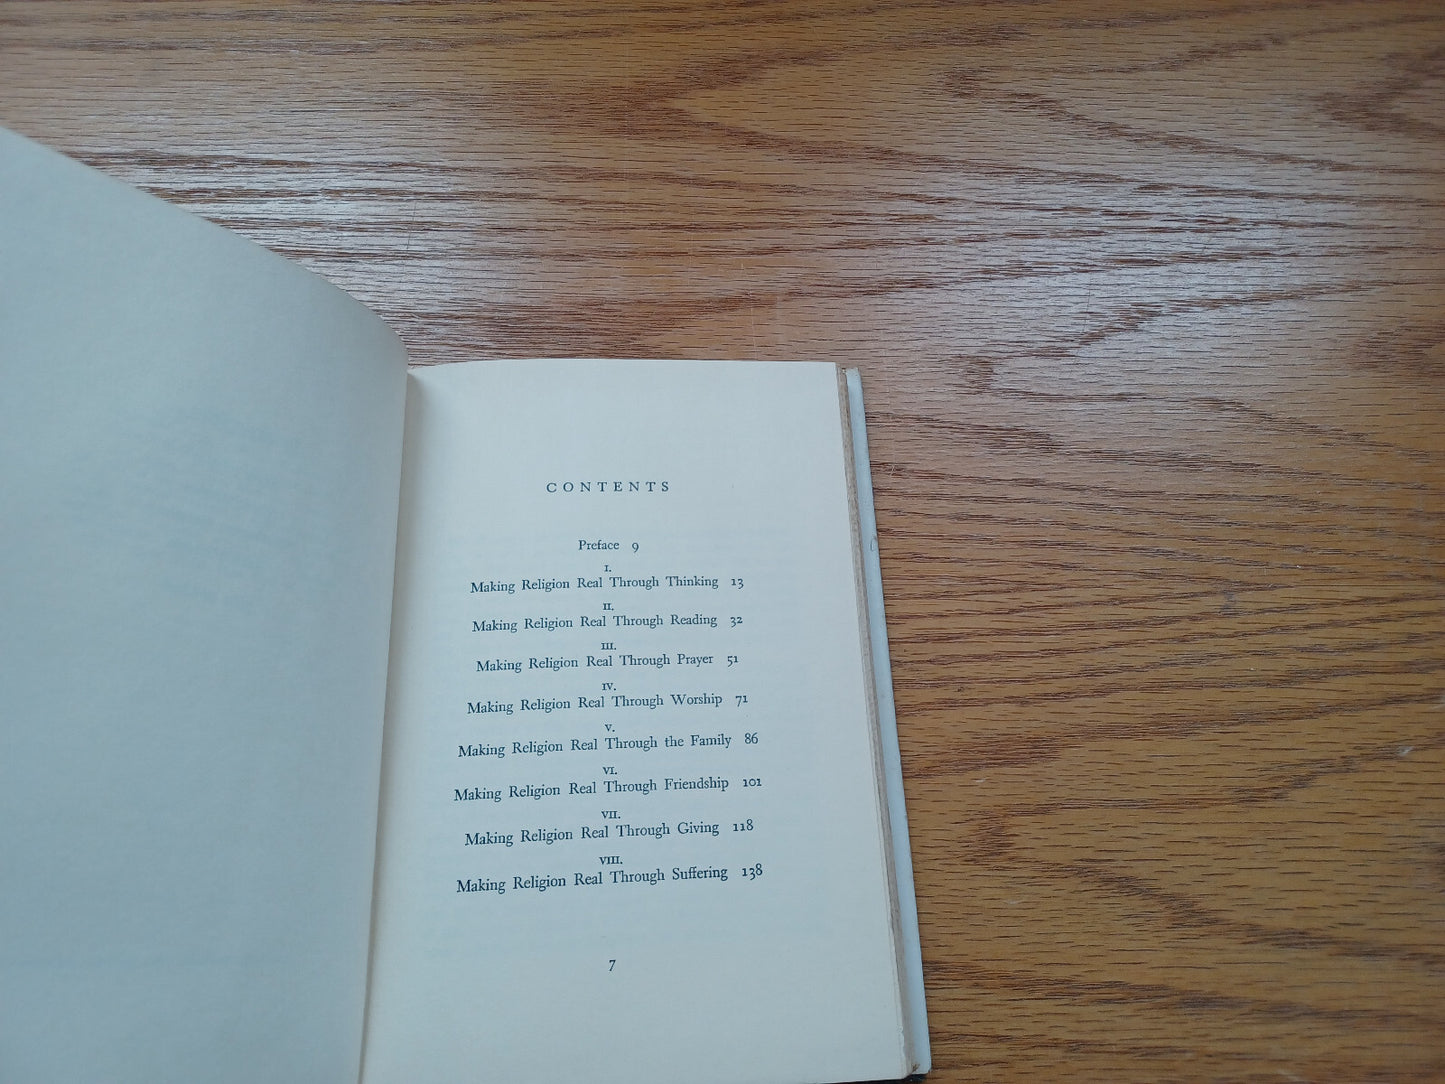 CONTENTS
Preface 9
I.
Making Religion Real Through Thinking 13
II.
Making Religion Real Through Reading 32
III.
Making Religion Real Through Prayer 51
IV.
Making Religion Real Through Worship 71
V.
Making Religion Real Through the Family 86
VI.
Making Religion Real Through Friendship 101
VII.
Making Religion Real Through Giving 118
VIII.
Making Religion Real Through Suffering 138
7